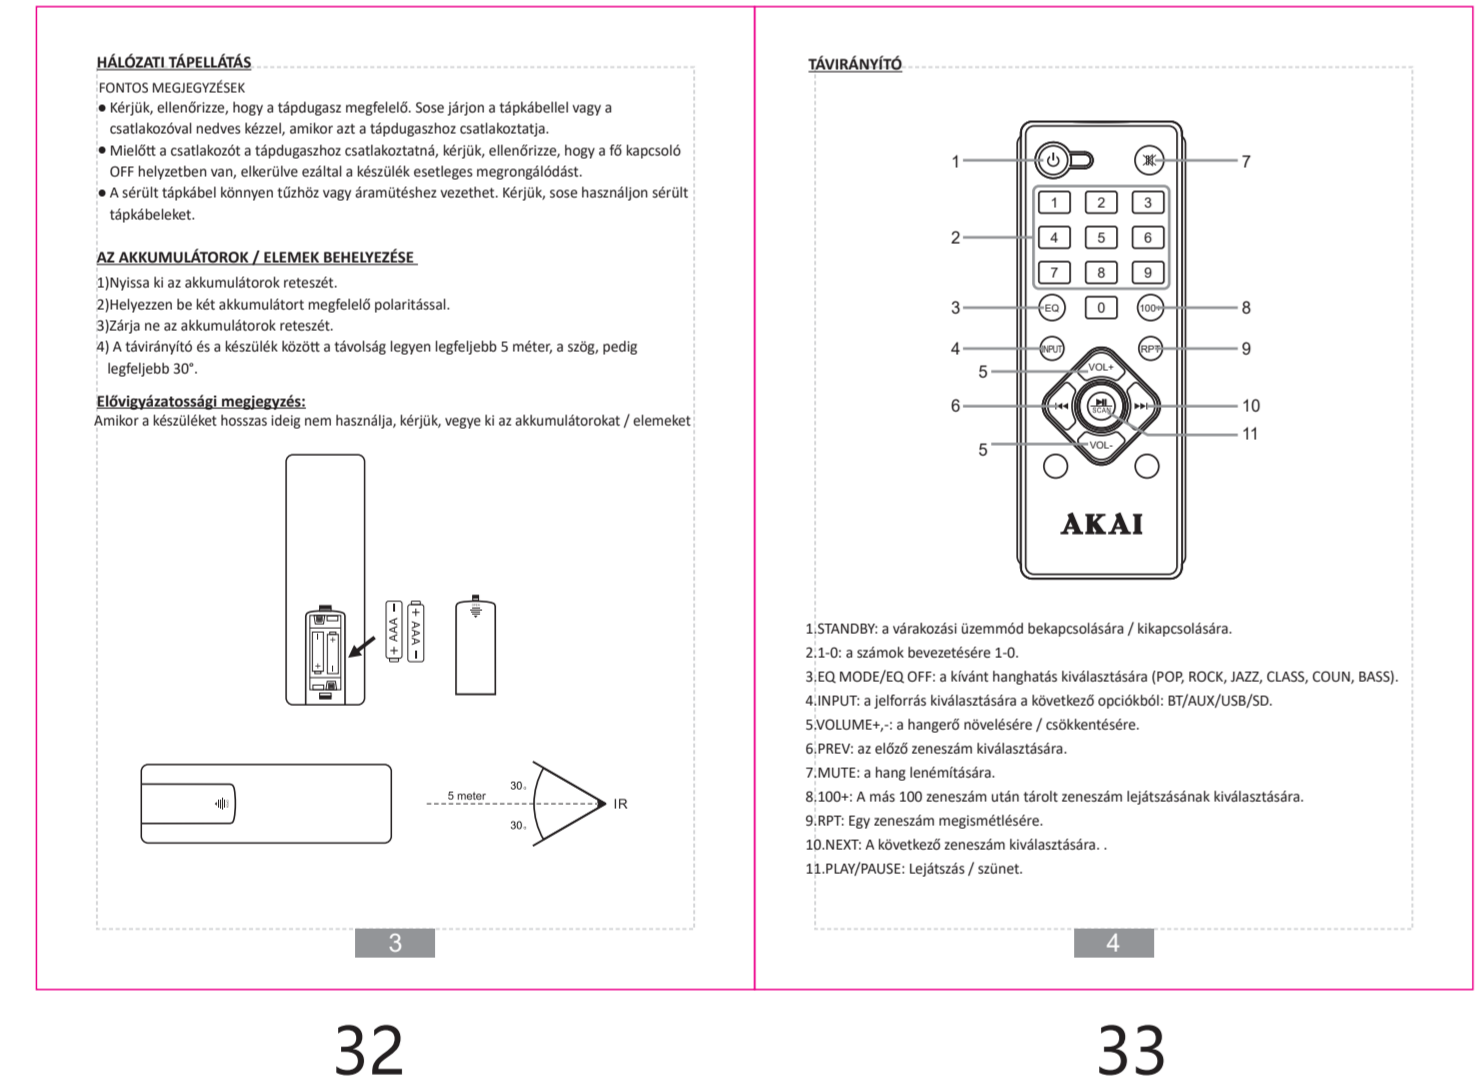 HÁLÓZATI TÁPELLÁTÁS
FONTOS MEGJEGYZÉSEK
● Kérjük, ellenőrizze, hogy a tápdugasz megfelelő. Sose járjon a tápkábellel vagy a
csatlakozóval nedves kézzel, amikor azt a tápdugaszhoz csatlakoztatja.
● Mielőtt a csatlakozót a tápdugaszhoz csatlakoztatná, kérjük, ellenőrizze, hogy a fő kapcsoló
OFF helyzetben van, elkerülve ezáltal a készülék esetleges megrongálódást.
● A sérült tápkábel könnyen tűzhöz vagy áramütéshez vezethet. Kérjük, sose használjon sérült
tápkábeleket.
AZ AKKUMULÁTOROK / ELEMEK BEHELYEZÉSE
1)Nyissa ki az akkumulátorok reteszét.
2)Helyezzen be két akkumulátort megfelelő polaritással.
3)Zárja ne az akkumulátorok reteszét.
4) A távirányító és a készülék között a távolság legyen legfeljebb 5 méter, a szög, pedig
legfeljebb 30°.
Elővigyázatossági megjegyzés:
Amikor a készüléket hosszas ideig nem használja, kérjük, vegye ki az akkumulátorokat / elemeket
+ AAA -
+ AAA -
5 meter
30°
30°
IR
3
32
TÁVIRÁNYÍTÓ
1
7
1 2 3
2
4 5 6
7 8 9
3
EQ
0
100+
8
4
INPUT
RPT
9
5
VOL+
6
SCAN
10
11
5
VOL-
AKAI
1.STANDBY: a várakozási üzemmód bekapcsolására / kikapcsolására.
2.1-0: a számok bevezetésére 1-0.
3.EQ MODE/EQ OFF: a kívánt hanghatás kiválasztására (POP, ROCK, JAZZ, CLASS, COUN, BASS).
4.INPUT: a jelforrás kiválasztására a következő opciókból: BT/AUX/USB/SD.
5.VOLUME+,-: a hangerő növelésére / csökkentésére.
6.PREV: az előző zeneszám kiválasztására.
7.MUTE: a hang lenémítására.
8.100+: A más 100 zeneszám után tárolt zeneszám lejátszásának kiválasztására.
9.RPT: Egy zeneszám megismétlésére.
10.NEXT: A következő zeneszám kiválasztására. .
11.PLAY/PAUSE: Lejátszás / szünet.
4
33